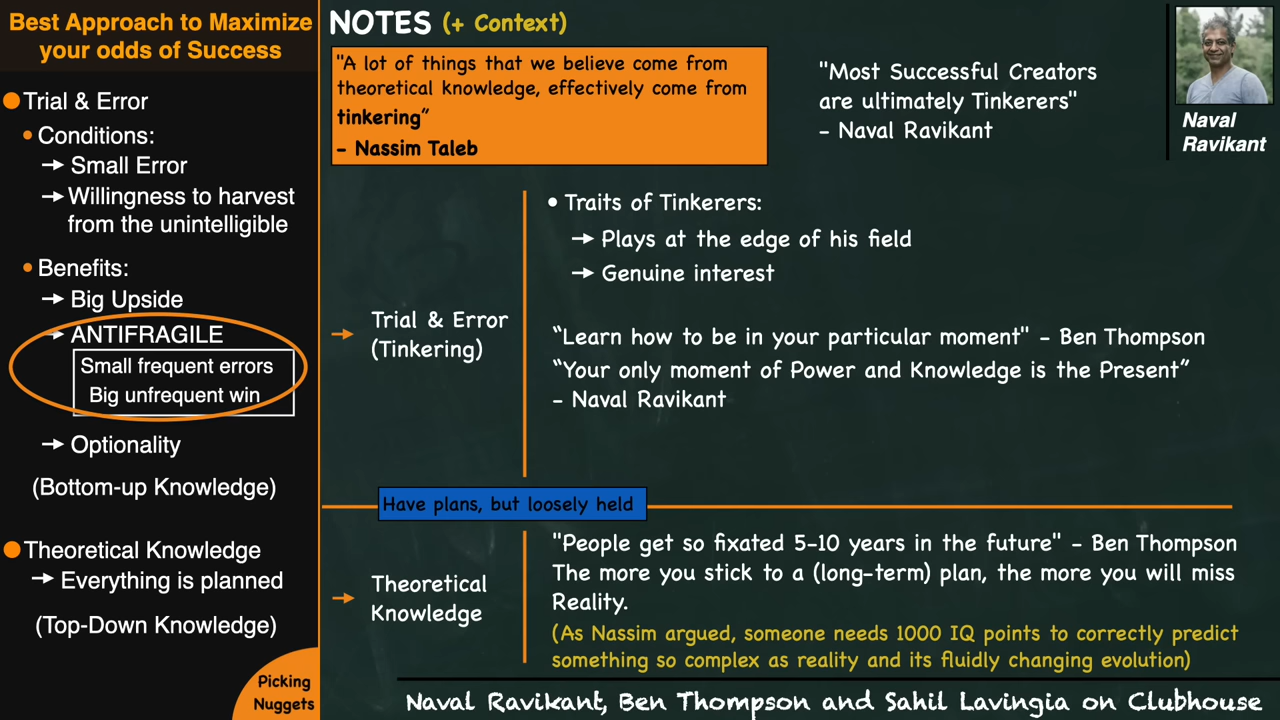 Best Approach to Maximize
your odds of Success
Trial & Error
Conditions:
→ Small Error
→ Willingness to harvest
from the unintelligible
Benefits:
→ Big Upside
→ ANTIFRAGILE
Small frequent errors
Big unfrequent win
→ Optionality
(Bottom-up Knowledge)
Theoretical Knowledge
→ Everything is planned
(Top-Down Knowledge)
Picking
Nuggets
NOTES (+ Context)
"A lot of things that we believe come from
theoretical knowledge, effectively come from
tinkering"
- Nassim Taleb
"Most Successful Creators
are ultimately Tinkerers"
- Naval Ravikant
Naval
Ravikant
→ Trial & Error
(Tinkering)
• Traits of Tinkerers:
→ Plays at the edge of his field
→ Genuine interest
"Learn how to be in your particular moment" - Ben Thompson
"Your only moment of Power and Knowledge is the Present"
- Naval Ravikant
Have plans, but loosely held
→ Theoretical
Knowledge
"People get so fixated 5-10 years in the future" - Ben Thompson
The more you stick to a (long-term) plan, the more you will miss
Reality.
(As Nassim argued, someone needs 1000 IQ points to correctly predict
something so complex as reality and its fluidly changing evolution)
Naval Ravikant, Ben Thompson and Sahil Lavingia on Clubhouse